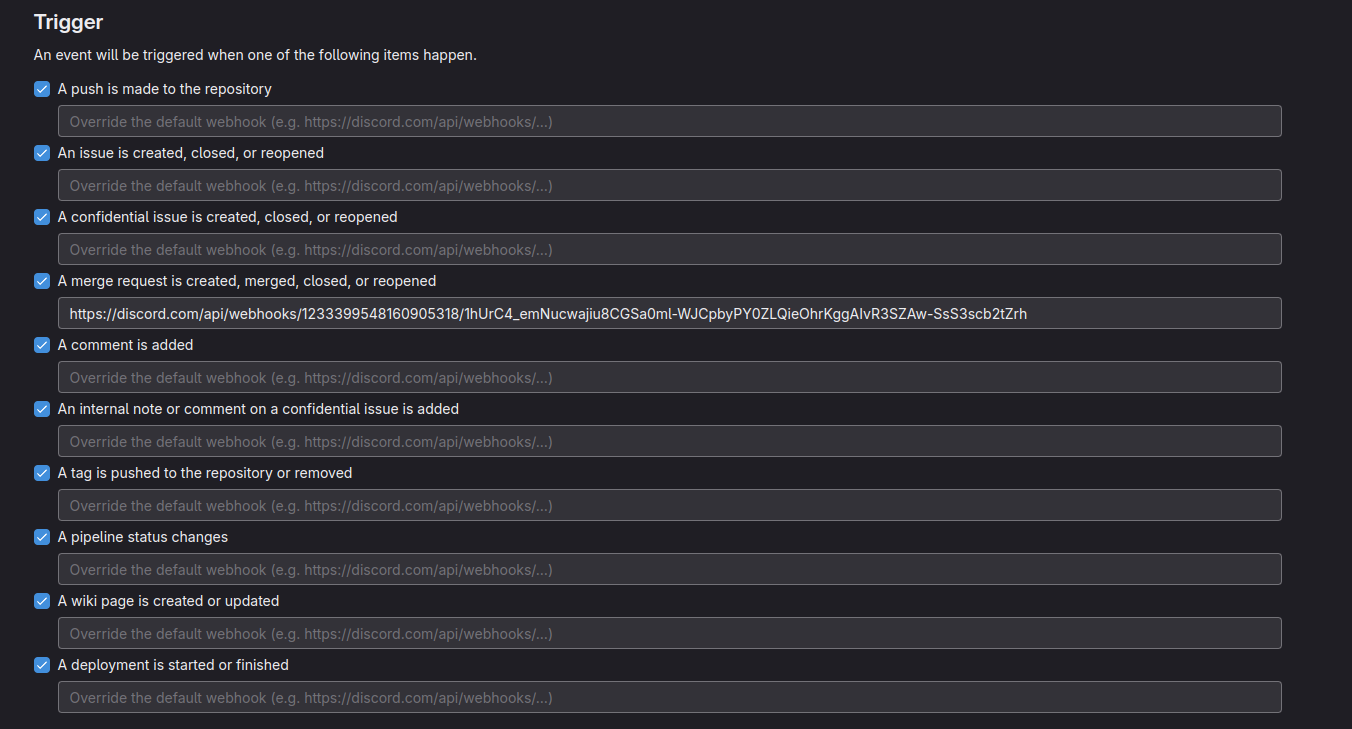 Trigger
An event will be triggered when one of the following items happen.
A push is made to the repository
Override the default webhook (e.g. https://discord.com/api/webhooks/...)
An issue is created, closed, or reopened
Override the default webhook (e.g. https://discord.com/api/webhooks/...)
A confidential issue is created, closed, or reopened
Override the default webhook (e.g. https://discord.com/api/webhooks/...)
A merge request is created, merged, closed, or reopened
https://discord.com/api/webhooks/1233399548160905318/1hUrC4_emNucwajiu8CGSa0ml-WJCpbyPY0ZLQieOhrKggAIvR3SZAw-SsS3scb2tZrh
A comment is added
Override the default webhook (e.g. https://discord.com/api/webhooks/...)
An internal note or comment on a confidential issue is added
Override the default webhook (e.g. https://discord.com/api/webhooks/...)
A tag is pushed to the repository or removed
Override the default webhook (e.g. https://discord.com/api/webhooks/...)
A pipeline status changes
Override the default webhook (e.g. https://discord.com/api/webhooks/...)
A wiki page is created or updated
Override the default webhook (e.g. https://discord.com/api/webhooks/...)
A deployment is started or finished
Override the default webhook (e.g. https://discord.com/api/webhooks/...)